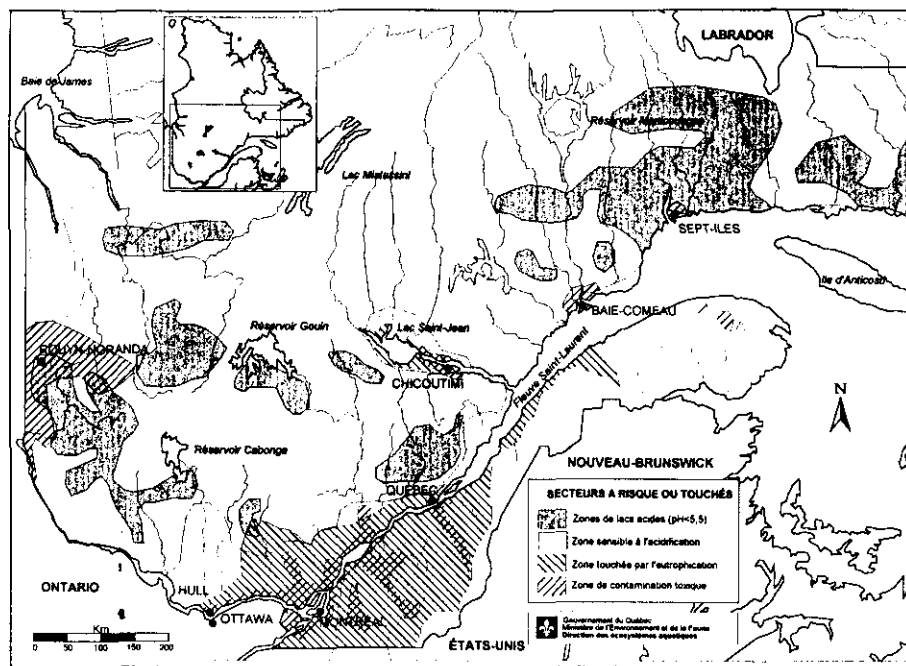 LABRADOR
Baie de James
Réservoir Manicouagan
Lac Mistassini
SEPT-ILES
Ile d'Anticosti
BAIE-COMEAU
Réservoir Gouin
Lac Saint-Jean
ROUYN-NORANDA
CHICOUTIMI
Fleuve Saint-Laurent
N
Réservoir Cabonga
NOUVEAU-BRUNSWICK
QUÉBEC
SECTEURS A RISQUE OU TOUCHÉS
Zones de lacs acides (pH<5,5)
Zone sensible à l'acidification
Zone touchée par l'eutrophication
Zone de contamination toxique
ONTARIO
HULL
OTTAWA
MONTRÉAL
Km
0 50 100 150 200
ÉTATS-UNIS
Gouvernement du Québec
Ministère de l'Environnement et de la Faune
Direction des écosystèmes aquatiques